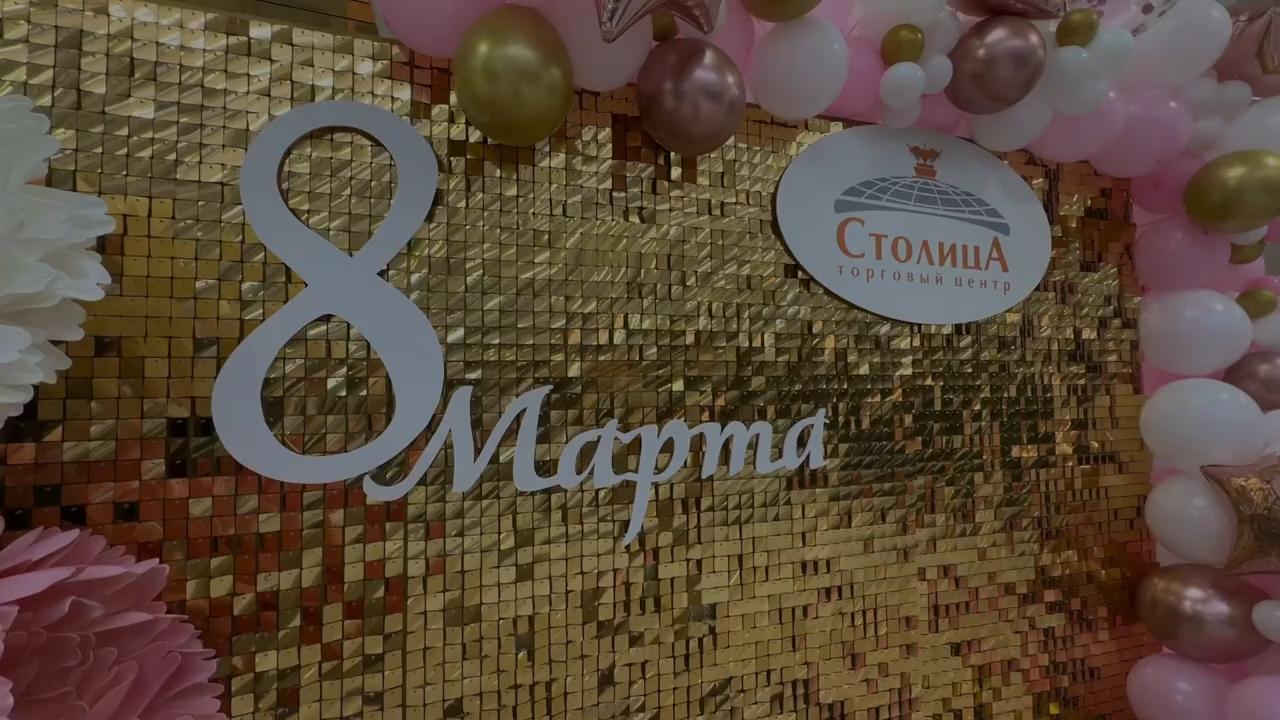 8 Марта
СтолицА
торговый центр